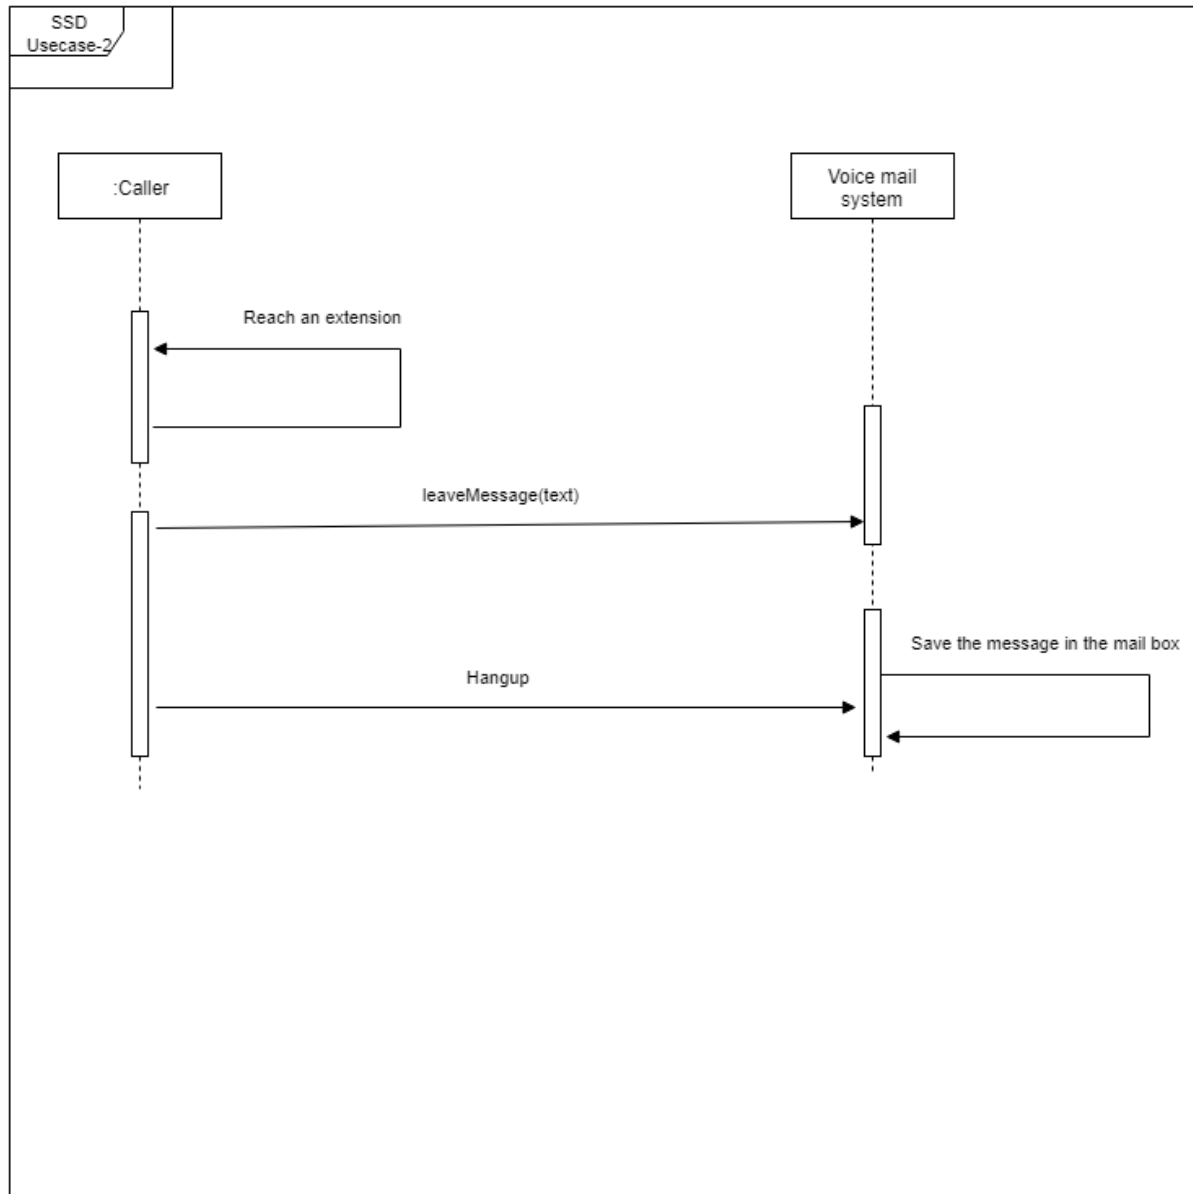 SSD
Usecase-2
:Caller
Voice mail
system
Reach an extension
leaveMessage(text)
Save the message in the mail box
Hangup